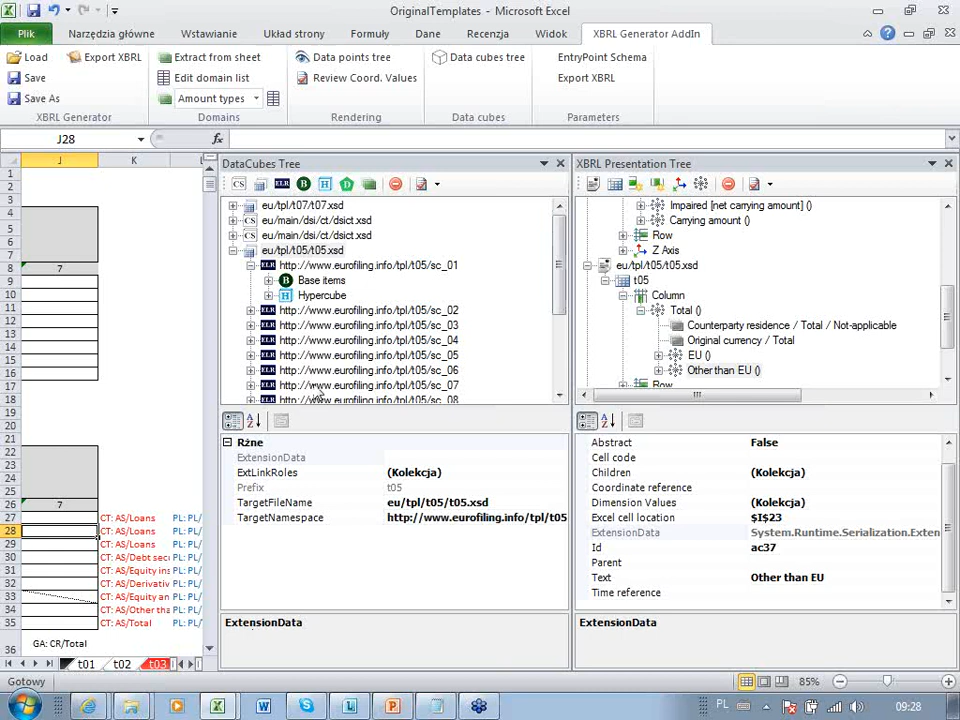 OriginalTemplates - Microsoft Excel
Plik Narzędzia główne Wstawianie Układ strony Formuły Dane Recenzja Widok XBRL Generator AddIn
Load Export XBRL Extract from sheet Data points tree Data cubes tree EntryPoint Schema
Save Edit domain list Review Coord. Values Export XBRL
Save As Amount types
XBRL Generator Domains Rendering Data cubes Parameters
J28 fx
J K
DataCubes Tree
eu/tpl/t07/t07.xsd
eu/main/dsi/ct/dsict.xsd
eu/main/dsi/ct/dsict.xsd
eu/tpl/t05/t05.xsd
http://www.eurofiling.info/tpl/t05/sc_01
Base items
Hypercube
http://www.eurofiling.info/tpl/t05/sc_02
http://www.eurofiling.info/tpl/t05/sc_03
http://www.eurofiling.info/tpl/t05/sc_04
http://www.eurofiling.info/tpl/t05/sc_05
http://www.eurofiling.info/tpl/t05/sc_06
http://www.eurofiling.info/tpl/t05/sc_07
http://www.eurofiling.info/tpl/t05/sc_08
XBRL Presentation Tree
Impaired [net carrying amount] ()
Carrying amount ()
Row
Z Axis
eu/tpl/t05/t05.xsd
t05
Column
Total ()
Counterparty residence / Total / Not-applicable
Original currency / Total
EU ()
Other than EU ()
Row
Rżne
ExtensionData
ExtLinkRoles (Kolekcja)
Prefix t05
TargetFileName eu/tpl/t05/t05.xsd
TargetNamespace http://www.eurofiling.info/tpl/t05
ExtensionData
Abstract False
Cell code
Children (Kolekcja)
Coordinate reference
Dimension Values (Kolekcja)
Excel cell location $I$23
ExtensionData System.Runtime.Serialization.Exten
Id ac37
Parent
Text Other than EU
Time reference
ExtensionData
1
2
3
4
5
6
7
8 7
9
10
11
12
13
14
15
16
17
18
19
20
21
22
23
24
25
26 7
27 CT: AS/Loans PL: PL/
28 CT: AS/Loans PL: PL/
29 CT: AS/Loans PL: PL/
30 CT: AS/Debt sec PL: PL/
31 CT: AS/Equity ins PL: PL/
32 CT: AS/Derivativ PL: PL/
33 CT: AS/Equity an PL: PL/
34 CT: AS/Other tha PL: PL/
35 CT: AS/Total PL: PL/
36 GA: CR/Total
t01 t02 t03
Gotowy 85%
PL 09:28